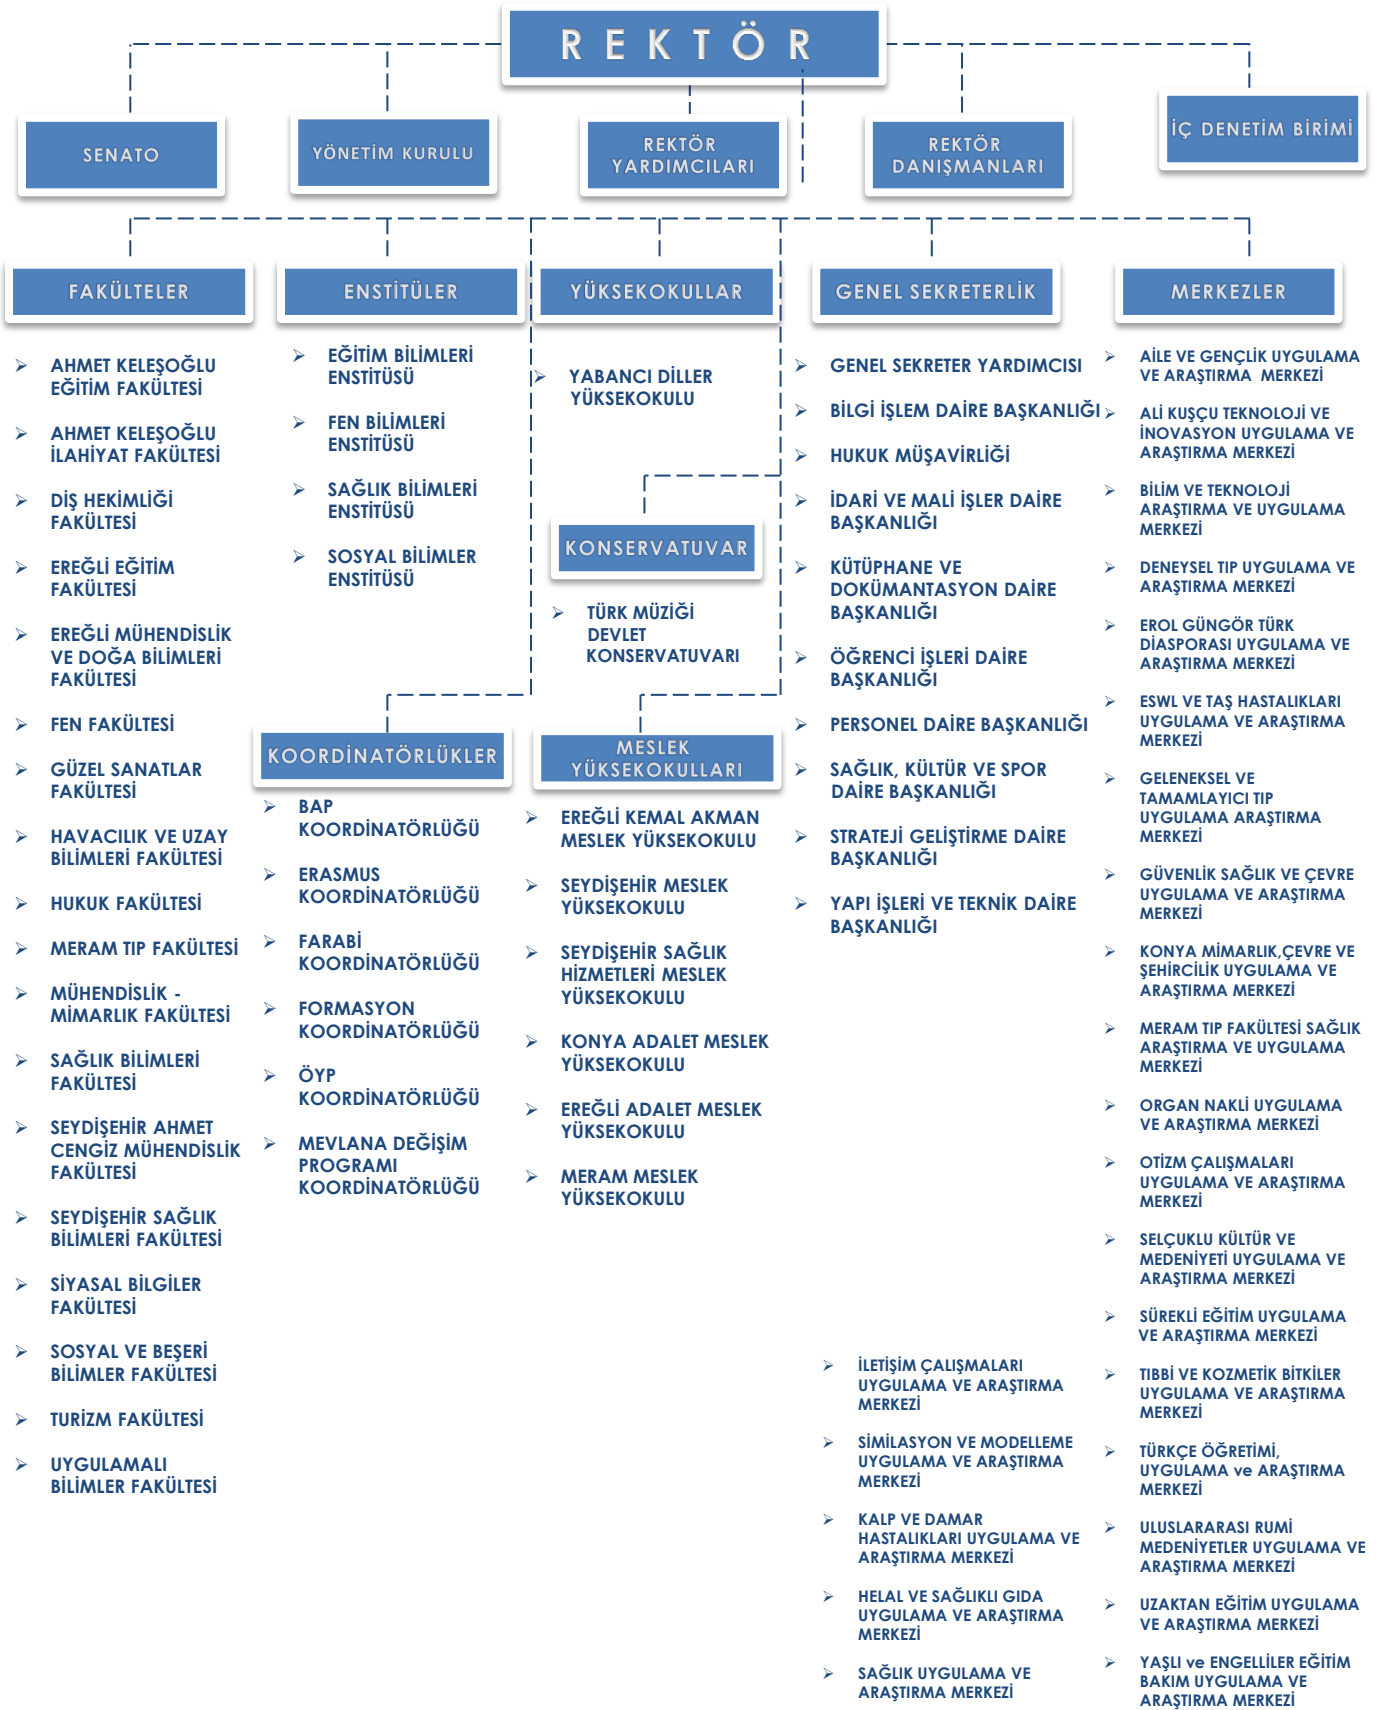 REKTÖR
SENATO
YÖNETİM KURULU
REKTÖR
YARDIMCILARI
REKTÖR
DANIŞMANLARI
İÇ DENETİM BİRİMİ
FAKÜLTELER
AHMET KELEŞOĞLU
EĞİTİM FAKÜLTESİ
AHMET KELEŞOĞLU
İLAHİYAT FAKÜLTESİ
DİŞ HEKİMLİĞİ
FAKÜLTESİ
EREĞLİ EĞİTİM
FAKÜLTESİ
EREĞLİ MÜHENDİSLİK
VE DOĞA BİLİMLERİ
FAKÜLTESİ
FEN FAKÜLTESİ
GÜZEL SANATLAR
FAKÜLTESİ
HAVACILIK VE UZAY
BİLİMLERİ FAKÜLTESİ
HUKUK FAKÜLTESİ
MERAM TIP FAKÜLTESİ
MÜHENDİSLİK -
MİMARLIK FAKÜLTESİ
SAĞLIK BİLİMLERİ
FAKÜLTESİ
SEYDİŞEHİR AHMET
CENGİZ MÜHENDİSLİK
FAKÜLTESİ
SEYDİŞEHİR SAĞLIK
BİLİMLERİ FAKÜLTESİ
SİYASAL BİLGİLER
FAKÜLTESİ
SOSYAL VE BEŞERİ
BİLİMLER FAKÜLTESİ
TURİZM FAKÜLTESİ
UYGULAMALI
BİLİMLER FAKÜLTESİ
ENSTİTÜLER
EĞİTİM BİLİMLERİ
ENSTİTÜSÜ
FEN BİLİMLERİ
ENSTİTÜSÜ
SAĞLIK BİLİMLERİ
ENSTİTÜSÜ
SOSYAL BİLİMLER
ENSTİTÜSÜ
KOORDİNATÖRLÜKLER
BAP
KOORDİNATÖRLÜĞÜ
ERASMUS
KOORDİNATÖRLÜĞÜ
FARABİ
KOORDİNATÖRLÜĞÜ
FORMASYON
KOORDİNATÖRLÜĞÜ
ÖYP
KOORDİNATÖRLÜĞÜ
MEVLANA DEĞİŞİM
PROGRAMI
KOORDİNATÖRLÜĞÜ
YÜKSEKOKULLAR
YABANCI DİLLER
YÜKSEKOKULU
KONSERVATUVAR
TÜRK MÜZİĞİ
DEVLET
KONSERVATUVARI
MESLEK
YÜKSEKOKULLARI
EREĞLİ KEMAL AKMAN
MESLEK YÜKSEKOKULU
SEYDİŞEHİR MESLEK
YÜKSEKOKULU
SEYDİŞEHİR SAĞLIK
HİZMETLERİ MESLEK
YÜKSEKOKULU
KONYA ADALET MESLEK
YÜKSEKOKULU
EREĞLİ ADALET MESLEK
YÜKSEKOKULU
MERAM MESLEK
YÜKSEKOKULU
GENEL SEKRETERLİK
GENEL SEKRETER YARDIMCISI
BİLGİ İŞLEM DAİRE BAŞKANLIĞI
HUKUK MÜŞAVİRLİĞİ
İDARİ VE MALİ İŞLER DAİRE
BAŞKANLIĞI
KÜTÜPHANE VE
DOKÜMANTASYON DAİRE
BAŞKANLIĞI
ÖĞRENCİ İŞLERİ DAİRE
BAŞKANLIĞI
PERSONEL DAİRE BAŞKANLIĞI
SAĞLIK, KÜLTÜR VE SPOR
DAİRE BAŞKANLIĞI
STRATEJİ GELİŞTİRME DAİRE
BAŞKANLIĞI
YAPI İŞLERİ VE TEKNİK DAİRE
BAŞKANLIĞI
MERKEZLER
AİLE VE GENÇLİK UYGULAMA
VE ARAŞTIRMA MERKEZİ
ALİ KUŞÇU TEKNOLOJİ VE
İNOVASYON UYGULAMA VE
ARAŞTIRMA MERKEZİ
BİLİM VE TEKNOLOJİ
ARAŞTIRMA VE UYGULAMA
MERKEZİ
DENEYSEL TIP UYGULAMA VE
ARAŞTIRMA MERKEZİ
EROL GÜNGÖR TÜRK
DİASPORASI UYGULAMA VE
ARAŞTIRMA MERKEZİ
ESWL VE TAŞ HASTALIKLARI
UYGULAMA VE ARAŞTIRMA
MERKEZİ
GELENEKSEL VE
TAMAMLAYICI TIP
UYGULAMA ARAŞTIRMA
MERKEZİ
GÜVENLİK SAĞLIK VE ÇEVRE
UYGULAMA VE ARAŞTIRMA
MERKEZİ
KONYA MİMARLIK,ÇEVRE VE
ŞEHİRCİLİK UYGULAMA VE
ARAŞTIRMA MERKEZİ
MERAM TIP FAKÜLTESİ SAĞLIK
ARAŞTIRMA VE UYGULAMA
MERKEZİ
ORGAN NAKLİ UYGULAMA
VE ARAŞTIRMA MERKEZİ
OTİZM ÇALIŞMALARI
UYGULAMA VE ARAŞTIRMA
MERKEZİ
SELÇUKLU KÜLTÜR VE
MEDENİYETİ UYGULAMA VE
ARAŞTIRMA MERKEZİ
SÜREKLİ EĞİTİM UYGULAMA
VE ARAŞTIRMA MERKEZİ
TIBBİ VE KOZMETİK BİTKİLER
UYGULAMA VE ARAŞTIRMA
MERKEZİ
TÜRKÇE ÖĞRETİMİ,
UYGULAMA ve ARAŞTIRMA
MERKEZİ
ULUSLARARASI RUMİ
MEDENİYETLER UYGULAMA VE
ARAŞTIRMA MERKEZİ
UZAKTAN EĞİTİM UYGULAMA
VE ARAŞTIRMA MERKEZİ
YAŞLI ve ENGELLİLER EĞİTİM
BAKIM UYGULAMA VE
ARAŞTIRMA MERKEZİ
İLETİŞİM ÇALIŞMALARI
UYGULAMA VE ARAŞTIRMA
MERKEZİ
SİMİLASYON VE MODELLEME
UYGULAMA VE ARAŞTIRMA
MERKEZİ
KALP VE DAMAR
HASTALIKLARI UYGULAMA VE
ARAŞTIRMA MERKEZİ
HELAL VE SAĞLIKLI GIDA
UYGULAMA VE ARAŞTIRMA
MERKEZİ
SAĞLIK UYGULAMA VE
ARAŞTIRMA MERKEZİ